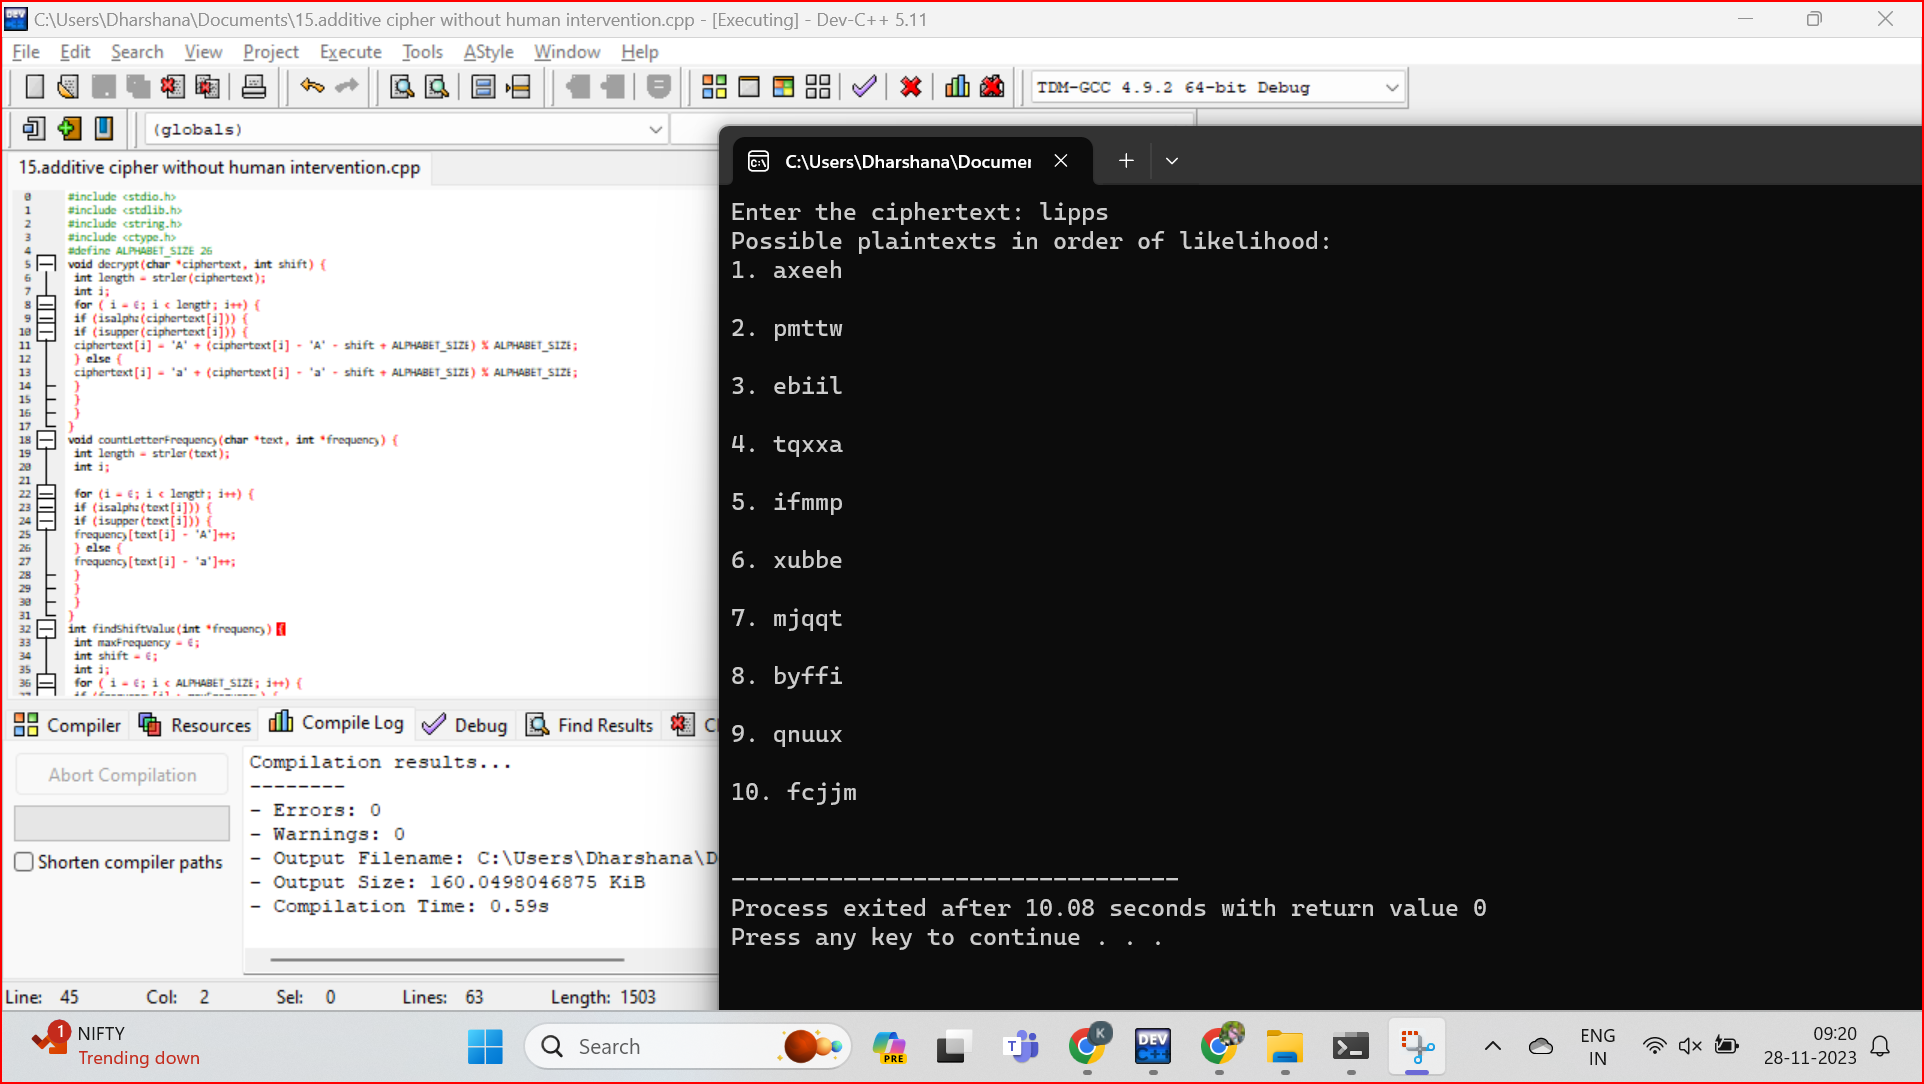 C:\Users\Dharshana\Documents\15.additive cipher without human intervention.cpp - [Executing] - Dev-C++ 5.11
File Edit Search View Project Execute Tools AStyle Window Help
TDM-GCC 4.9.2 64-bit Debug
(globals)
15.additive cipher without human intervention.cpp
0 #include <stdio.h>
1 #include <stdlib.h>
2 #include <string.h>
3 #include <ctype.h>
4 #define ALPHABET_SIZE 26
5 void decrypt(char *ciphertext, int shift) {
6 int length = strlen(ciphertext);
7 int i;
8 for ( i = 0; i < length; i++) {
9 if (isalpha(ciphertext[i])) {
10 if (isupper(ciphertext[i])) {
11 ciphertext[i] = 'A' + (ciphertext[i] - 'A' - shift + ALPHABET_SIZE) % ALPHABET_SIZE;
12 } else {
13 ciphertext[i] = 'a' + (ciphertext[i] - 'a' - shift + ALPHABET_SIZE) % ALPHABET_SIZE;
14 }
15 }
16 }
17 }
18 void countLetterFrequency(char *text, int *frequency) {
19 int length = strlen(text);
20 int i;
21
22 for (i = 0; i < length; i++) {
23 if (isalpha(text[i])) {
24 if (isupper(text[i])) {
25 frequency[text[i] - 'A']++;
26 } else {
27 frequency[text[i] - 'a']++;
28 }
29 }
30 }
31 }
32 int findShiftValue(int *frequency) {
33 int maxFrequency = 0;
34 int shift = 0;
35 int i;
36 for ( i = 0; i < ALPHABET_SIZE; i++) {
Compiler Resources Compile Log Debug Find Results
Abort Compilation
Shorten compiler paths
Compilation results...
--------
- Errors: 0
- Warnings: 0
- Output Filename: C:\Users\Dharshana\D
- Output Size: 160.0498046875 KiB
- Compilation Time: 0.59s
Line: 45 Col: 2 Sel: 0 Lines: 63 Length: 1503
C:\Users\Dharshana\Documen
Enter the ciphertext: lipps
Possible plaintexts in order of likelihood:
1. axeeh
2. pmttw
3. ebiil
4. tqxxa
5. ifmmp
6. xubbe
7. mjqqt
8. byffi
9. qnuux
10. fcjjm
--------------------------------
Process exited after 10.08 seconds with return value 0
Press any key to continue . . .
1
NIFTY
Trending down
Search
PRE
T
K
DEV
C++
ENG
IN
09:20
28-11-2023